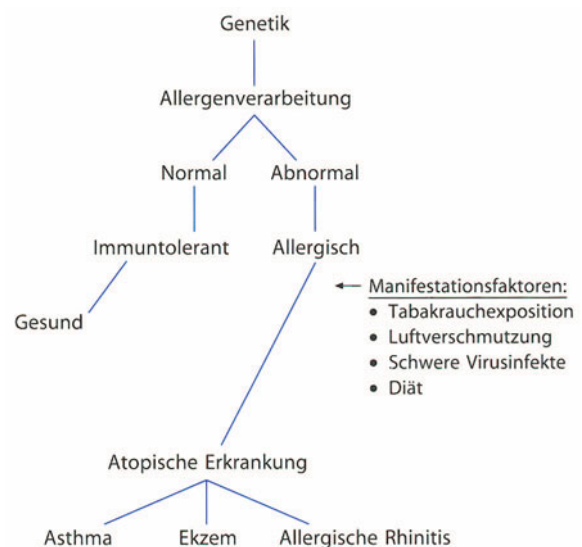 Genetik
Allergenverarbeitung
Normal
Abnormal
Immuntolerant
Allergisch
Gesund
Manifestationsfaktoren:
• Tabakrauchexposition
• Luftverschmutzung
• Schwere Virusinfekte
• Diät
Atopische Erkrankung
Asthma
Ekzem
Allergische Rhinitis